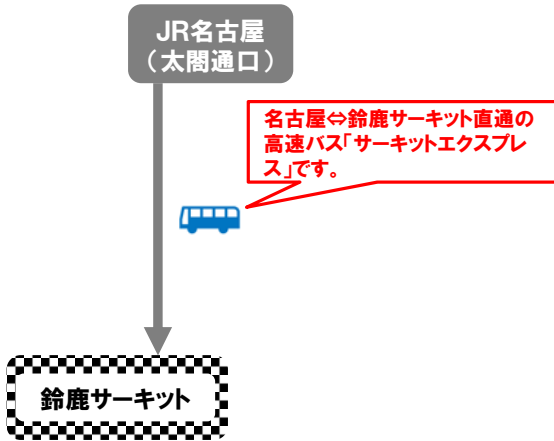 JR名古屋
（太閤通口）
名古屋⇔鈴鹿サーキット直通の
高速バス「サーキットエクスプレ
ス」です。
鈴鹿サーキット